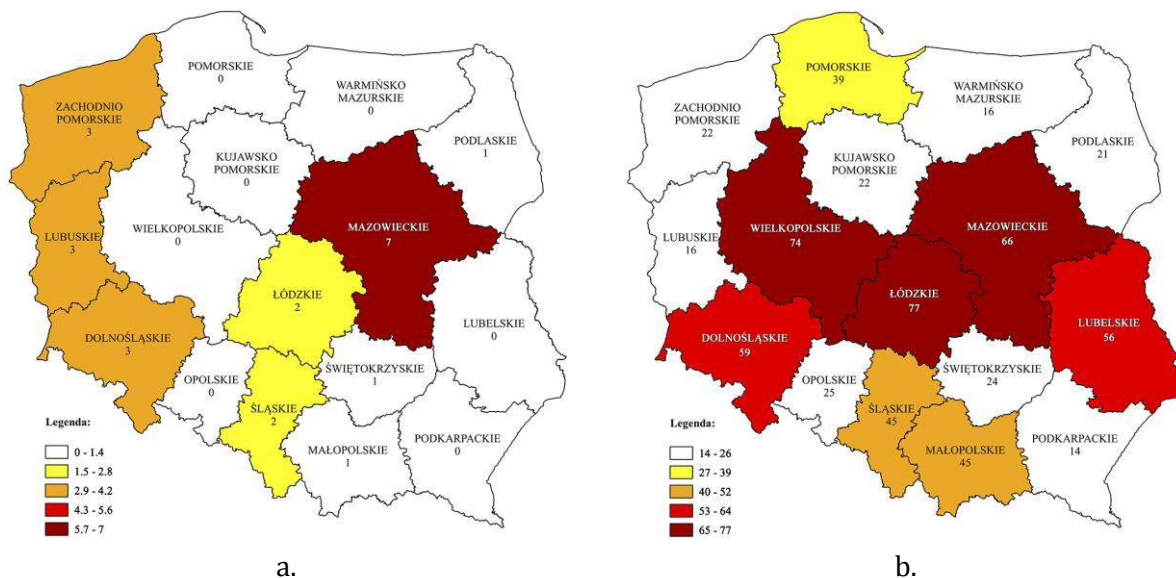 POMORSKIE
0
WARMIŃSKO
MAZURSKIE
0
ZACHODNIO
POMORSKIE
3
PODLASKIE
1
KUJAWSKO
POMORSKIE
0
MAZOWIECKIE
7
WIELKOPOLSKIE
0
LUBUSKIE
3
ŁÓDZKIE
2
LUBELSKIE
0
DOLNOŚLĄSKIE
3
OPOLSKIE
0
ŚWIĘTOKRZYSKIE
1
ŚLĄSKIE
2
MAŁOPOLSKIE
1
PODKARPACKIE
0
Legenda:
0 - 1.4
1.5 - 2.8
2.9 - 4.2
4.3 - 5.6
5.7 - 7
a.
POMORSKIE
39
WARMIŃSKO
MAZURSKIE
16
ZACHODNIO
POMORSKIE
22
PODLASKIE
21
KUJAWSKO
POMORSKIE
22
MAZOWIECKIE
66
WIELKOPOLSKIE
74
LUBUSKIE
16
ŁÓDZKIE
77
LUBELSKIE
56
DOLNOŚLĄSKIE
59
OPOLSKIE
25
ŚWIĘTOKRZYSKIE
24
ŚLĄSKIE
45
MAŁOPOLSKIE
45
PODKARPACKIE
14
Legenda:
14 - 26
27 - 39
40 - 52
53 - 64
65 - 77
b.